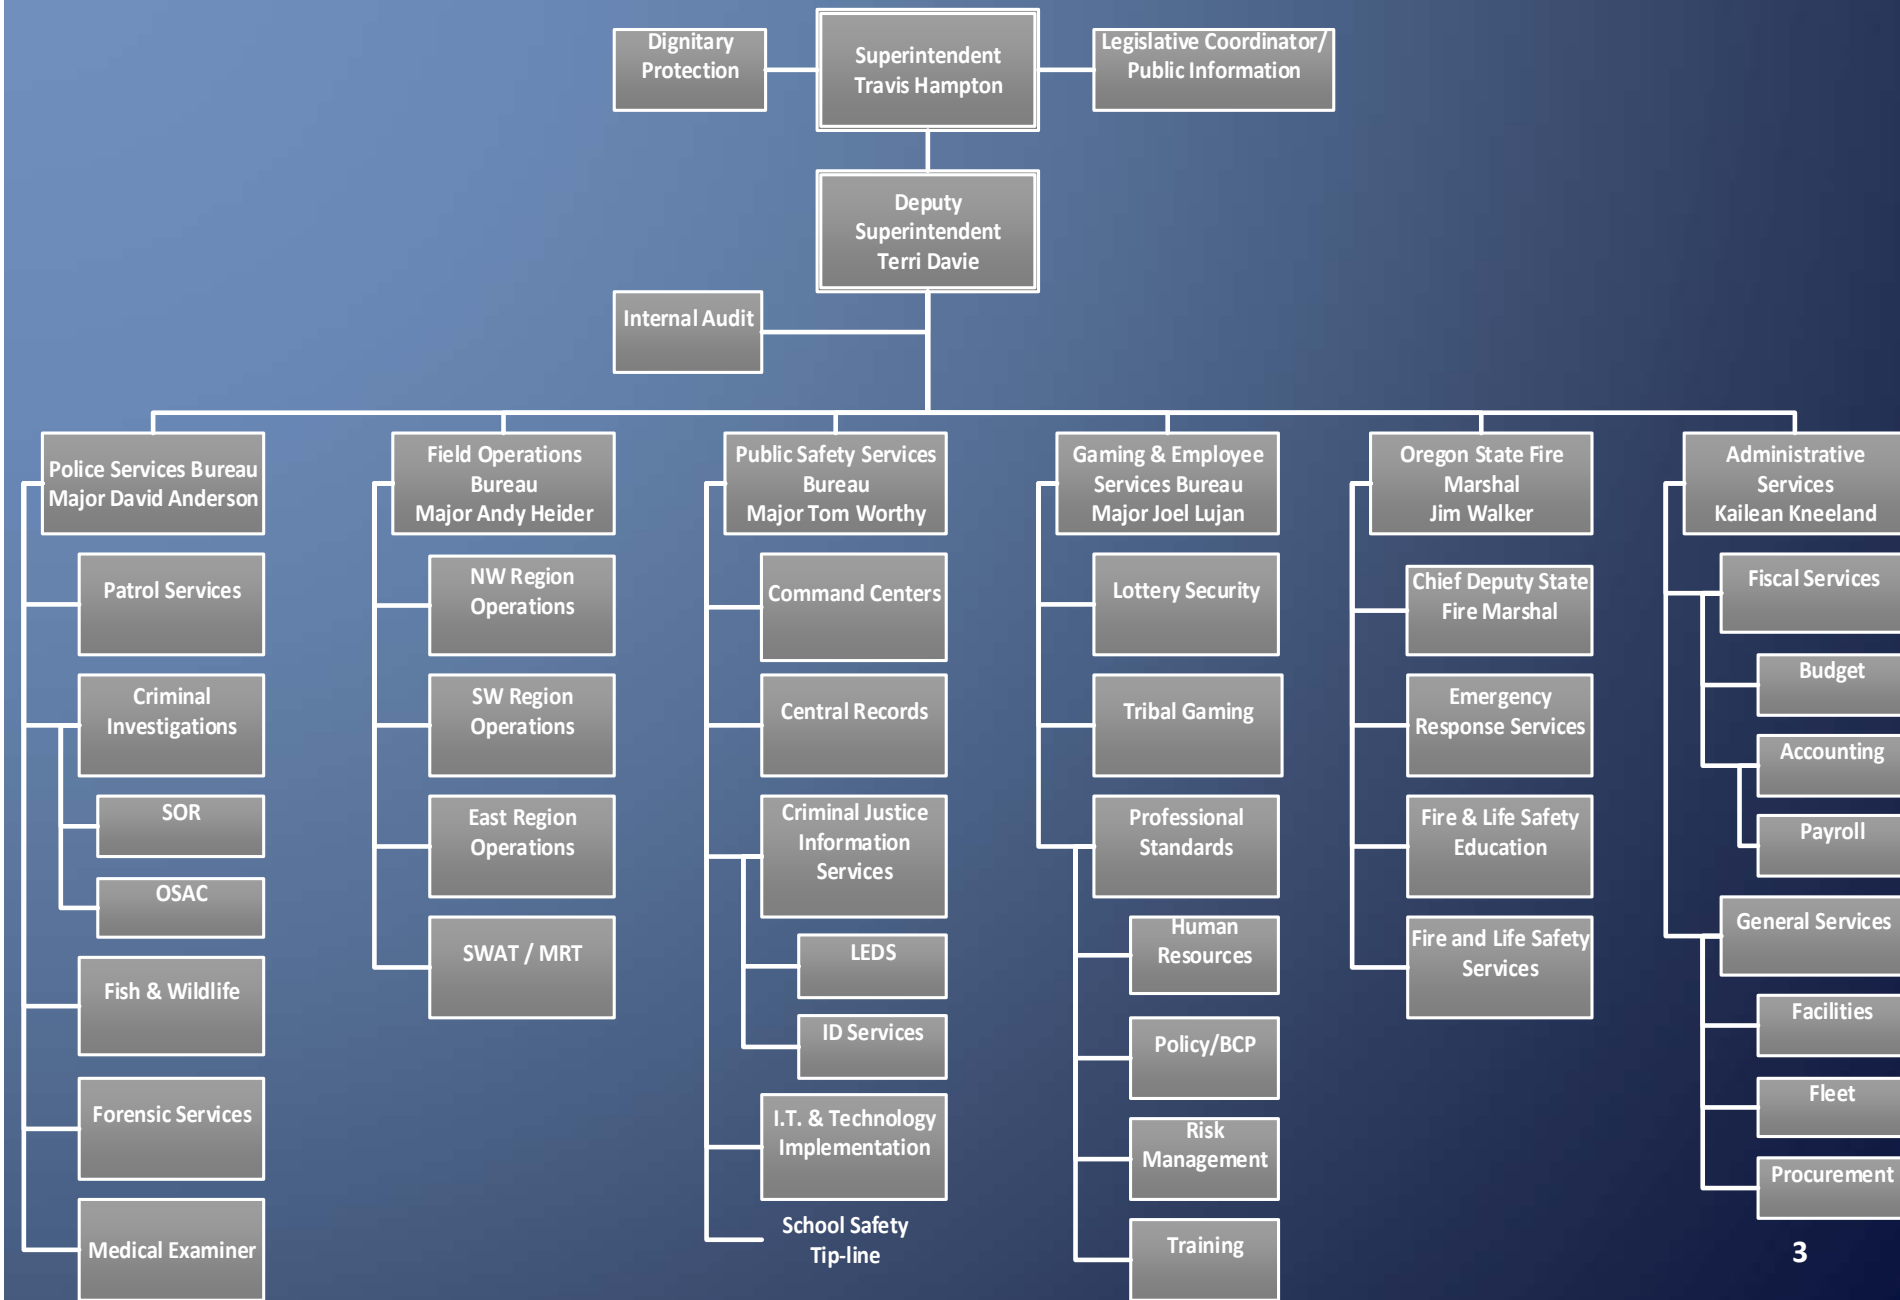 Dignitary
Protection
Superintendent
Travis Hampton
Legislative Coordinator/
Public Information
Deputy
Superintendent
Terri Davie
Internal Audit
Police Services Bureau
Major David Anderson
Patrol Services
Criminal
Investigations
SOR
OSAC
Fish & Wildlife
Forensic Services
Medical Examiner
Field Operations
Bureau
Major Andy Heider
NW Region
Operations
SW Region
Operations
East Region
Operations
SWAT / MRT
Public Safety Services
Bureau
Major Tom Worthy
Command Centers
Central Records
Criminal Justice
Information
Services
LEDS
ID Services
I.T. & Technology
Implementation
School Safety
Tip-line
Gaming & Employee
Services Bureau
Major Joel Lujan
Lottery Security
Tribal Gaming
Professional
Standards
Human
Resources
Policy/BCP
Risk
Management
Training
Oregon State Fire
Marshal
Jim Walker
Chief Deputy State
Fire Marshal
Emergency
Response Services
Fire & Life Safety
Education
Fire and Life Safety
Services
Administrative
Services
Kailean Kneeland
Fiscal Services
Budget
Accounting
Payroll
General Services
Facilities
Fleet
Procurement
3